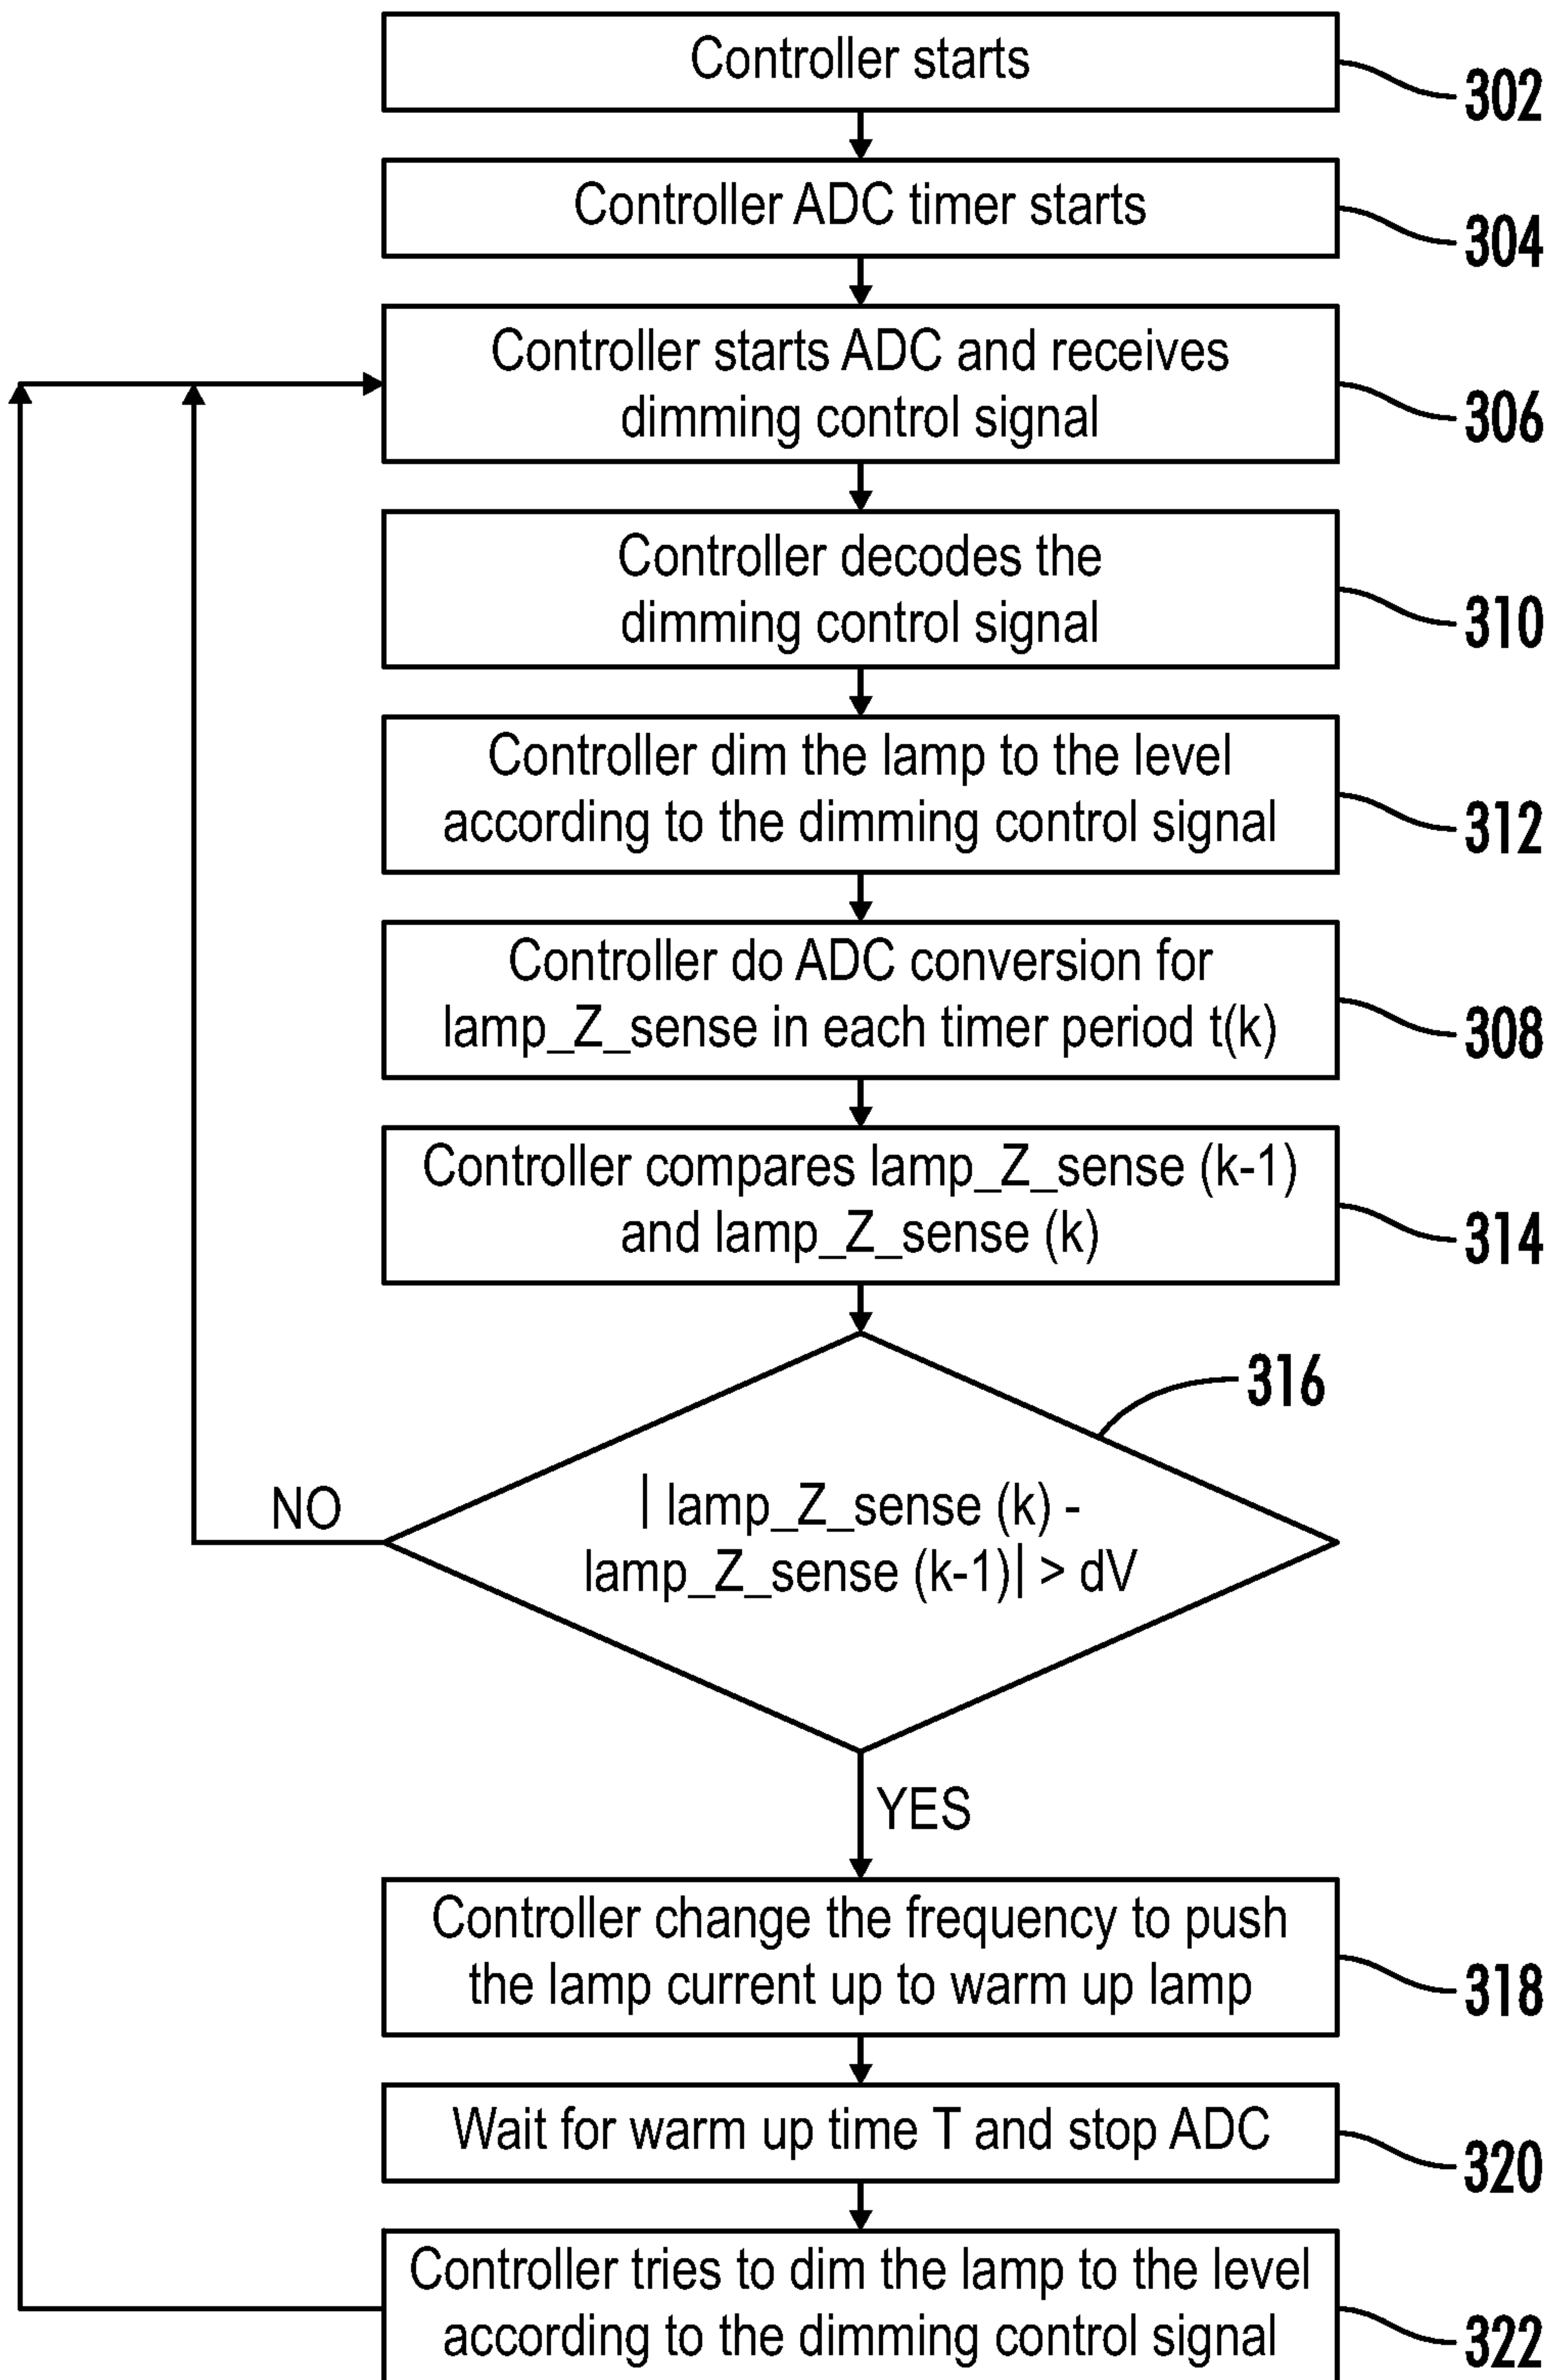 Controller starts
302
Controller ADC timer starts
304
Controller starts ADC and receives
dimming control signal
306
Controller decodes the
dimming control signal
310
Controller dim the lamp to the level
according to the dimming control signal
312
Controller do ADC conversion for
lamp_Z_sense in each timer period t(k)
308
Controller compares lamp_Z_sense (k-1)
and lamp_Z_sense (k)
314
316
| lamp_Z_sense (k) -
lamp_Z_sense (k-1)| > dV
NO
YES
Controller change the frequency to push
the lamp current up to warm up lamp
318
Wait for warm up time T and stop ADC
320
Controller tries to dim the lamp to the level
according to the dimming control signal
322